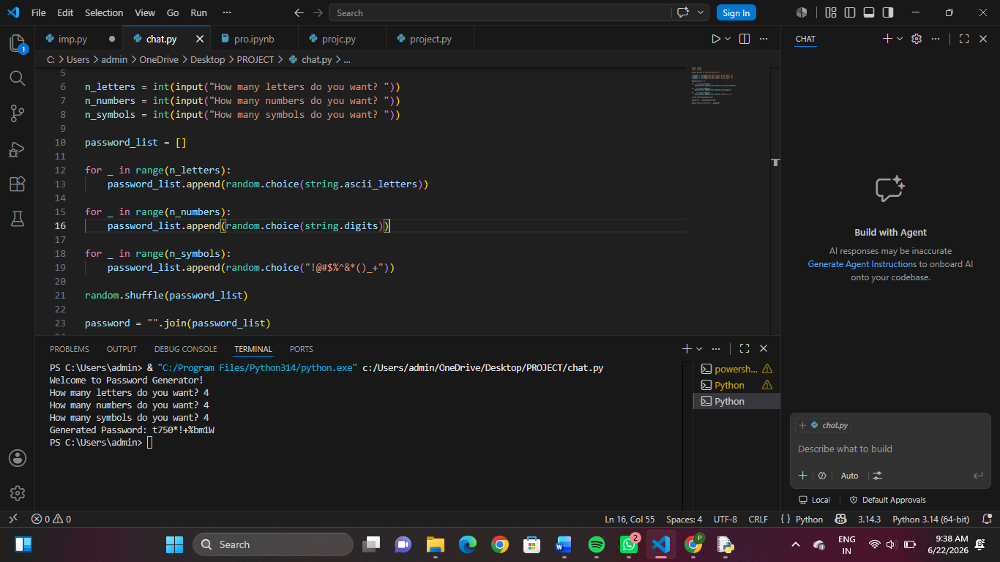 File Edit Selection View Go Run ··· Search Sign In
imp.py chat.py pro.ipynb projc.py project.py
C: > Users > admin > OneDrive > Desktop > PROJECT > chat.py > ...
5
6 n_letters = int(input("How many letters do you want? "))
7 n_numbers = int(input("How many numbers do you want? "))
8 n_symbols = int(input("How many symbols do you want? "))
9
10 password_list = []
11
12 for _ in range(n_letters):
13 password_list.append(random.choice(string.ascii_letters))
14
15 for _ in range(n_numbers):
16 password_list.append(random.choice(string.digits))
17
18 for _ in range(n_symbols):
19 password_list.append(random.choice("!@#$%^&*()_+"))
20
21 random.shuffle(password_list)
22
23 password = "".join(password_list)
PROBLEMS OUTPUT DEBUG CONSOLE TERMINAL PORTS
PS C:\Users\admin> & "C:/Program Files/Python314/python.exe" c:/Users/admin/OneDrive/Desktop/PROJECT/chat.py
Welcome to Password Generator!
How many letters do you want? 4
How many numbers do you want? 4
How many symbols do you want? 4
Generated Password: t750*!+%bm1W
PS C:\Users\admin>
powersh...
Python
Python
CHAT
Build with Agent
AI responses may be inaccurate
Generate Agent Instructions to onboard AI
onto your codebase.
chat.py
Describe what to build
Auto
Local Default Approvals
1
0 0 Ln 16, Col 55 Spaces: 4 UTF-8 CRLF { } Python 3.14.3 Python 3.14 (64-bit)
Search 2 P ENG 9:38 AM
IN 6/22/2026